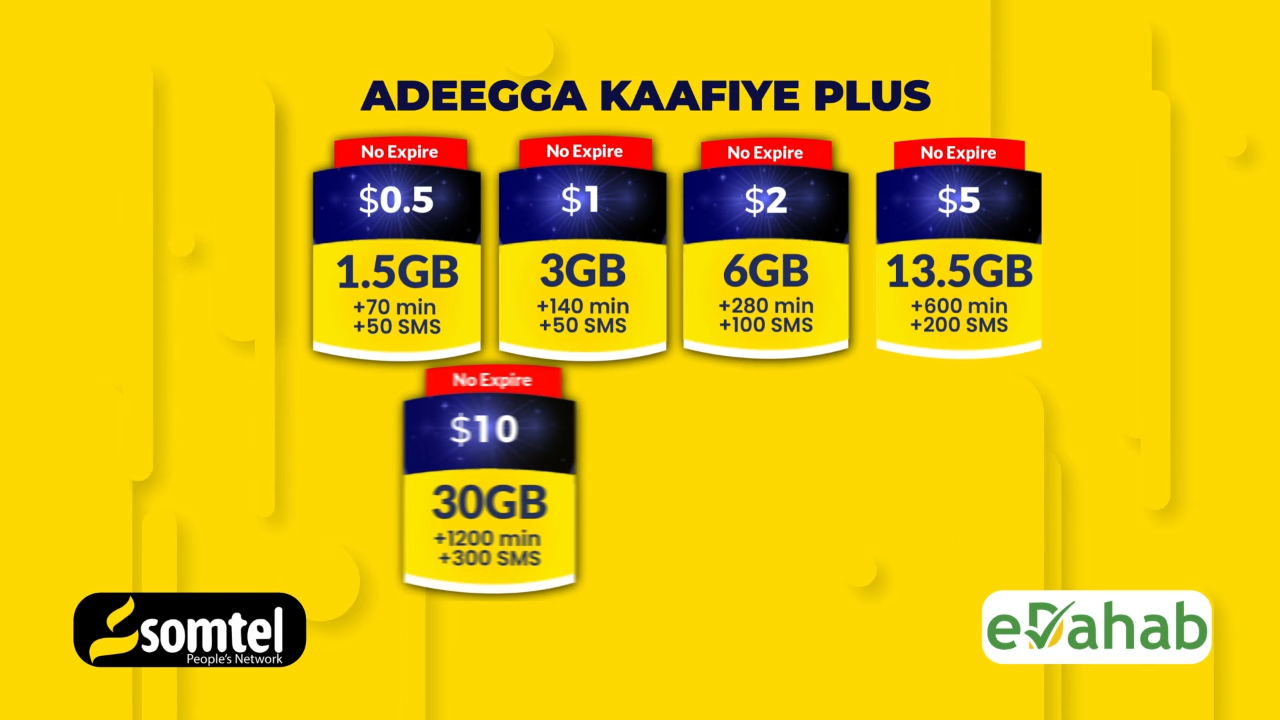 ADEEGGA KAAFIYE PLUS
No Expire
$0.5
1.5GB
+70 min
+50 SMS
No Expire
$1
3GB
+140 min
+50 SMS
No Expire
$2
6GB
+280 min
+100 SMS
No Expire
$5
13.5GB
+600 min
+200 SMS
No Expire
$10
30GB
+1200 min
+300 SMS
somtel
People's Network
eDahab